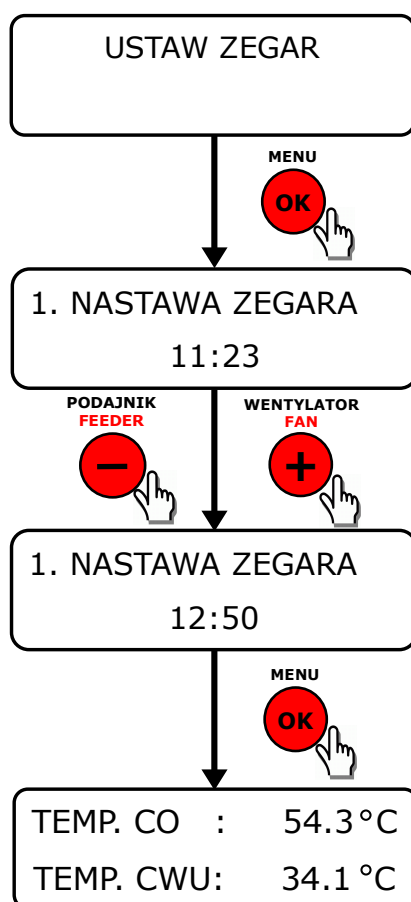 USTAW ZEGAR
MENU
OK
1. NASTAWA ZEGARA
11:23
PODAJNIK WENTYLATOR
FEEDER FAN
- +
1. NASTAWA ZEGARA
12:50
MENU
OK
TEMP. CO : 54.3°C
TEMP. CWU: 34.1°C